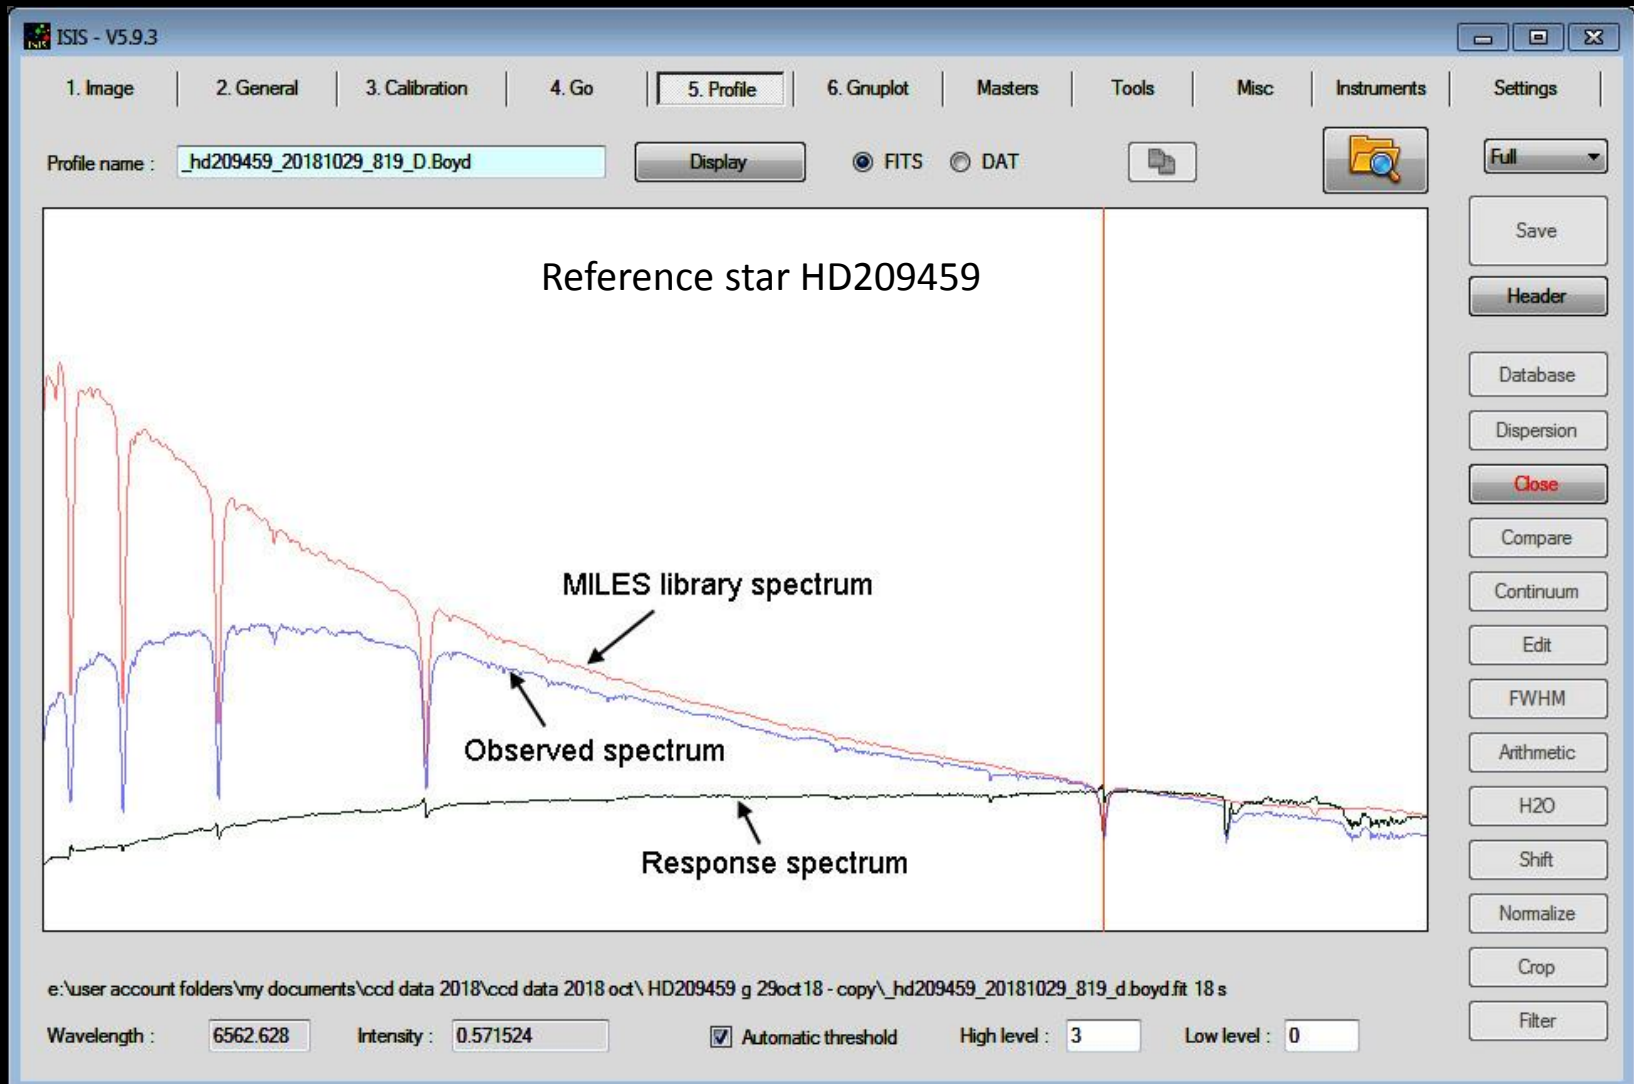 ISIS - V5.9.3
1. Image 2. General 3. Calibration 4. Go 5. Profile 6. Gnuplot Masters Tools Misc Instruments Settings
Profile name : _hd209459_20181029_819_D.Boyd Display FITS DAT Full
Reference star HD209459
MILES library spectrum
Observed spectrum
Response spectrum
Save
Header
Database
Dispersion
Close
Compare
Continuum
Edit
FWHM
Arithmetic
H2O
Shift
Normalize
Crop
Filter
e:\user account folders\my documents\ccd data 2018\ccd data 2018 oct\ HD209459 g 29oct18 - copy\_hd209459_20181029_819_d.boyd.fit 18 s
Wavelength : 6562.628 Intensity : 0.571524 Automatic threshold High level : 3 Low level : 0